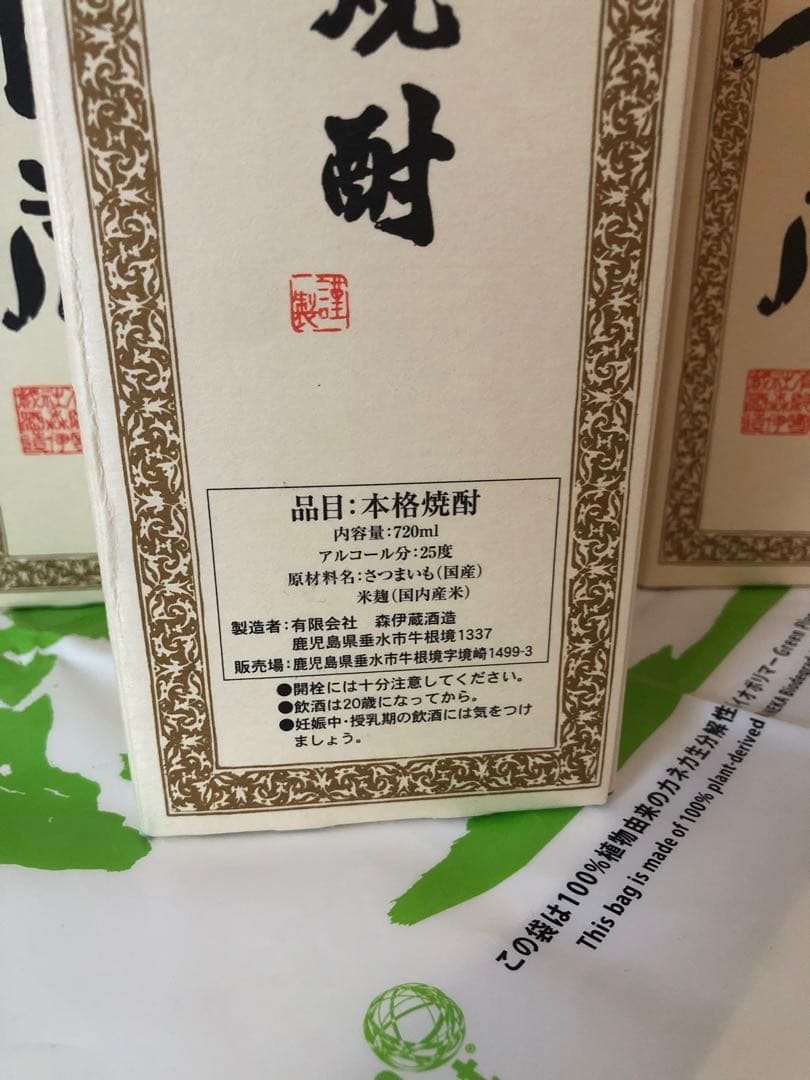 焼
酎
謹
製
品目：本格焼酎
内容量：720ml
アルコール分：25度
原材料名：さつまいも（国産）
米麹（国内産米）
製造者：有限会社　森伊蔵酒造
鹿児島県垂水市牛根境1337
販売場：鹿児島県垂水市牛根境字境崎1499-3
●開栓には十分注意してください。
●飲酒は20歳になってから。
●妊娠中・授乳期の飲酒には気をつけ
ましょう。
この袋は100%植物由来のカネカ生分解性
This bag is made of 100% plant-derived
イオポリマー Green Pla